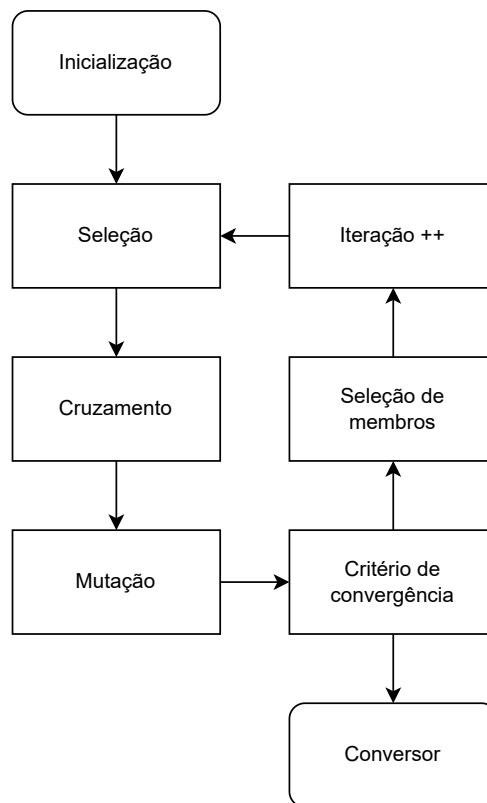 Inicialização
Seleção
Iteração ++
Cruzamento
Seleção de
membros
Mutação
Critério de
convergência
Conversor